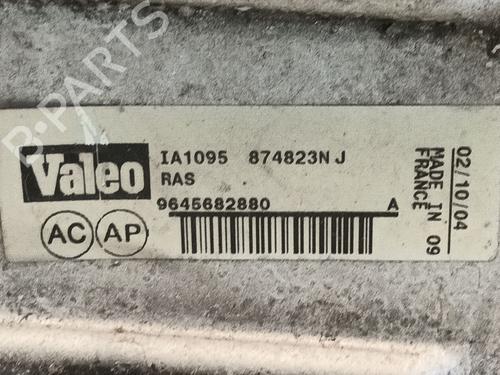 B-PARTS
Valeo
IA1095 874823N J
RAS
9645682880 A
AC AP
02/10/04
MADE IN 09
FRANCE